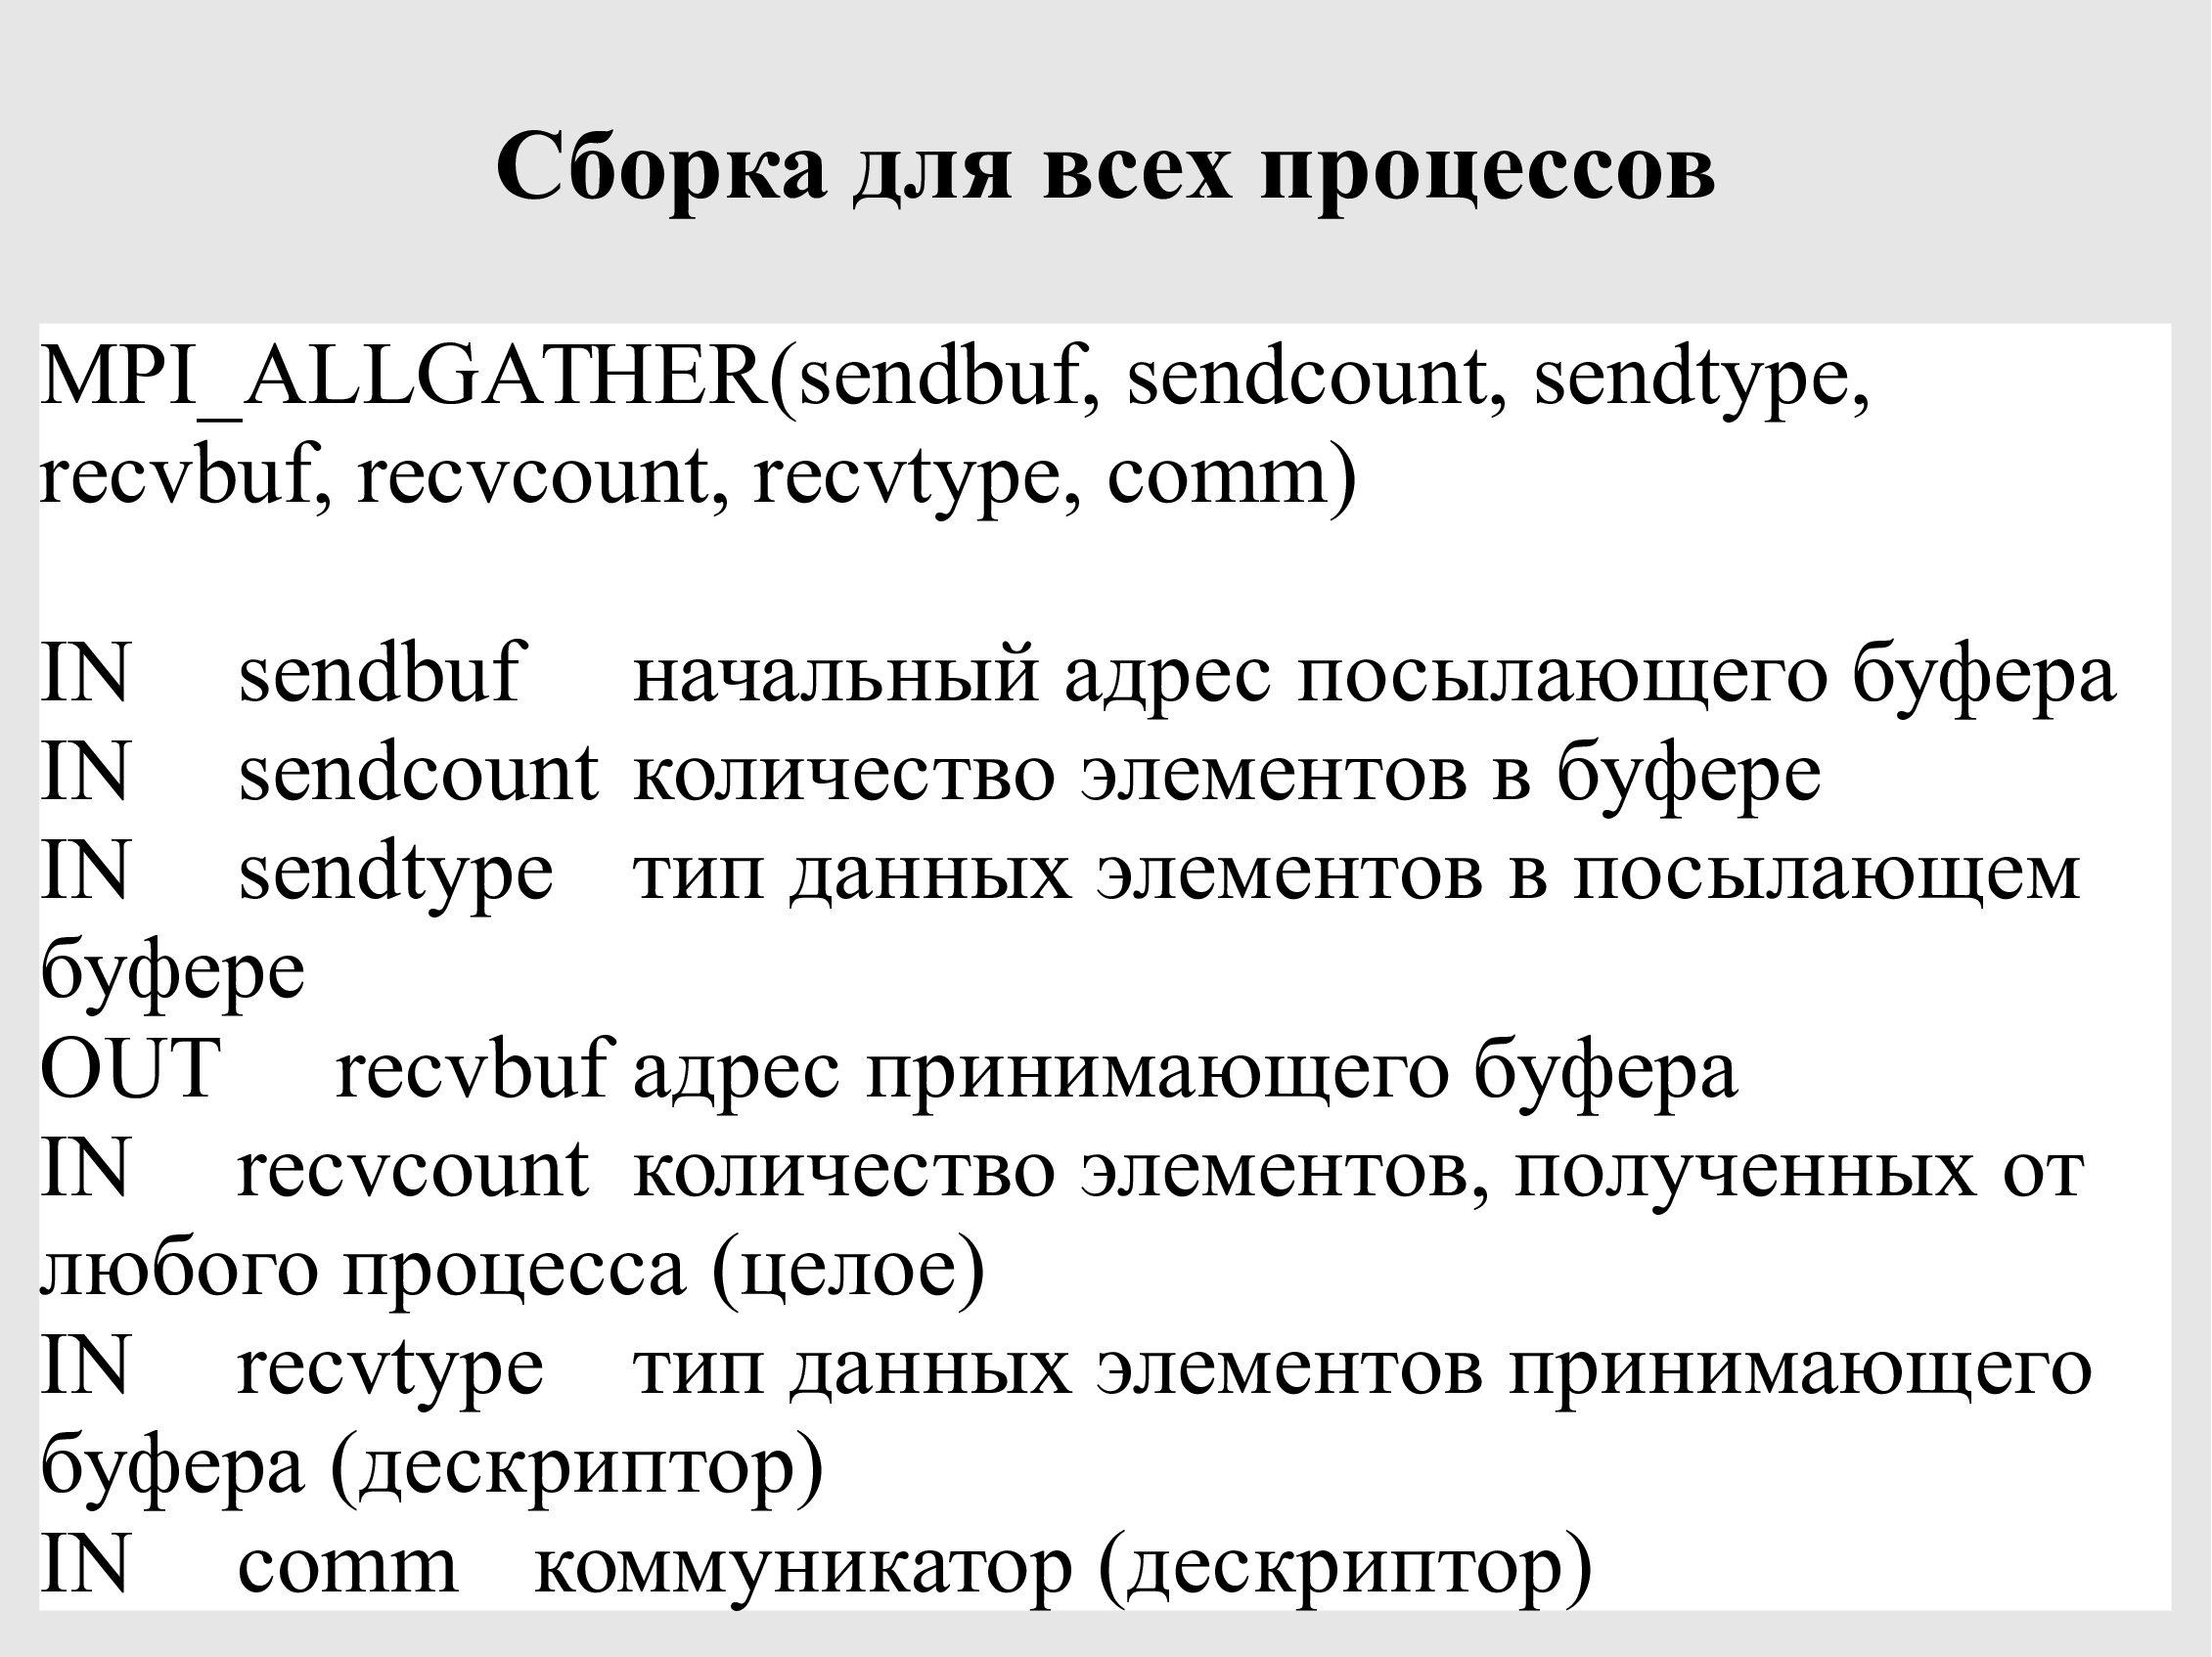 Сборка для всех процессов
MPI_ALLGATHER(sendbuf, sendcount, sendtype,
recvbuf, recvcount, recvtype, comm)
IN sendbuf начальный адрес посылающего буфера
IN sendcount количество элементов в буфере
IN sendtype тип данных элементов в посылающем
буфере
OUT recvbuf адрес принимающего буфера
IN recvcount количество элементов, полученных от
любого процесса (целое)
IN recvtype тип данных элементов принимающего
буфера (дескриптор)
IN comm коммуникатор (дескриптор)